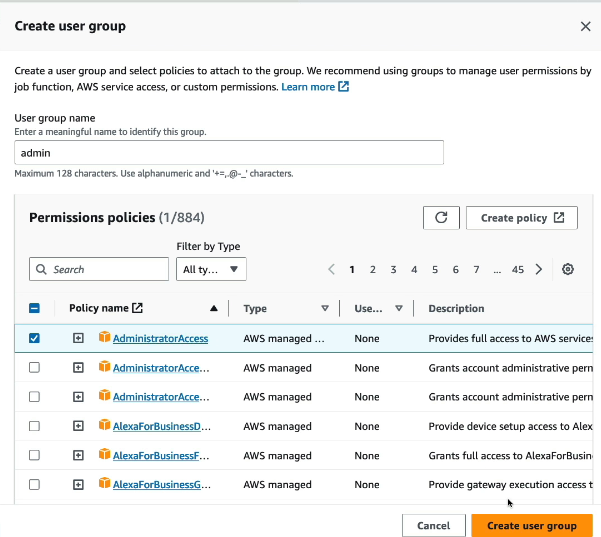 Create user group
Create a user group and select policies to attach to the group. We recommend using groups to manage user permissions by
job function, AWS service access, or custom permissions. Learn more
User group name
Enter a meaningful name to identify this group.
admin
Maximum 128 characters. Use alphanumeric and '+=,.@-_' characters.
Permissions policies (1/884)
Create policy
Filter by Type
Search
All ty...
1 2 3 4 5 6 7 ... 45
Policy name Type Use... Description
AdministratorAccess AWS managed ... None Provides full access to AWS services
AdministratorAcce... AWS managed None Grants account administrative perm
AdministratorAcce... AWS managed None Grants account administrative perm
AlexaForBusinessD... AWS managed None Provide device setup access to Alex
AlexaForBusinessF... AWS managed None Grants full access to AlexaForBusin
AlexaForBusinessG... AWS managed None Provide gateway execution access t
Cancel Create user group